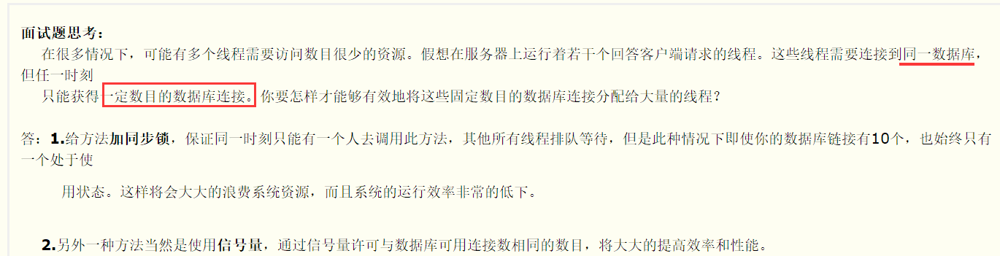 面试题思考:
在很多情况下，可能有多个线程需要访问数目很少的资源。假想在服务器上运行着若干个回答客户端请求的线程。这些线程需要连接到同一数据库，
但任一时刻
只能获得一定数目的数据库连接。你要怎样才能够有效地将这些固定数目的数据库连接分配给大量的线程？
答：1.给方法加同步锁，保证同一时刻只能有一个人去调用此方法，其他所有线程排队等待，但是此种情况下即使你的数据库链接有10个，也始终只有
一个处于使
用状态。这样将会大大的浪费系统资源，而且系统的运行效率非常的低下。
2.另外一种方法当然是使用信号量，通过信号量许可与数据库可用连接数相同的数目，将大大的提高效率和性能。